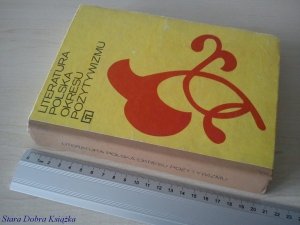 LITERATURA
POLSKA
OKRESU
POZYTYWIZMU
LITERATURA POLSKA OKRESU POZYTYWIZMU
Stara Dobra Książka